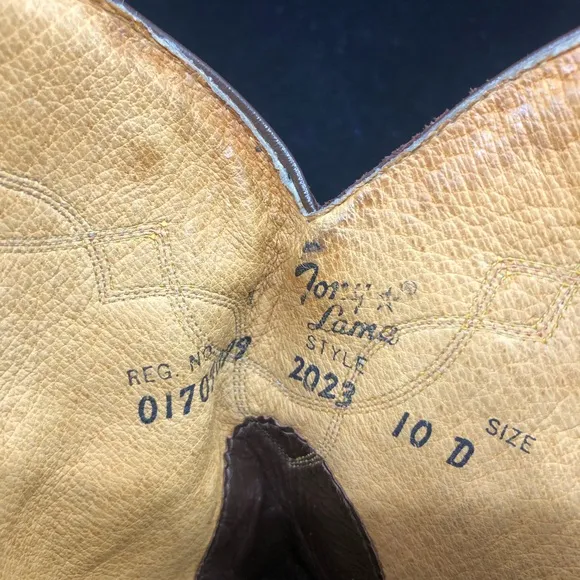 Tony ® Lama
STYLE
2023
REG. NO.
SIZE
10 D